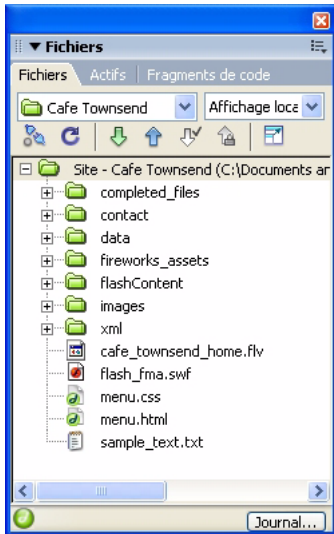 Fichiers
Fichiers Actifs Fragments de code
Cafe Townsend Affichage loca
Site - Cafe Townsend (C:\Documents ar
completed_files
contact
data
fireworks_assets
flashContent
images
xml
cafe_townsend_home.flv
flash_fma.swf
menu.css
menu.html
sample_text.txt
Journal...